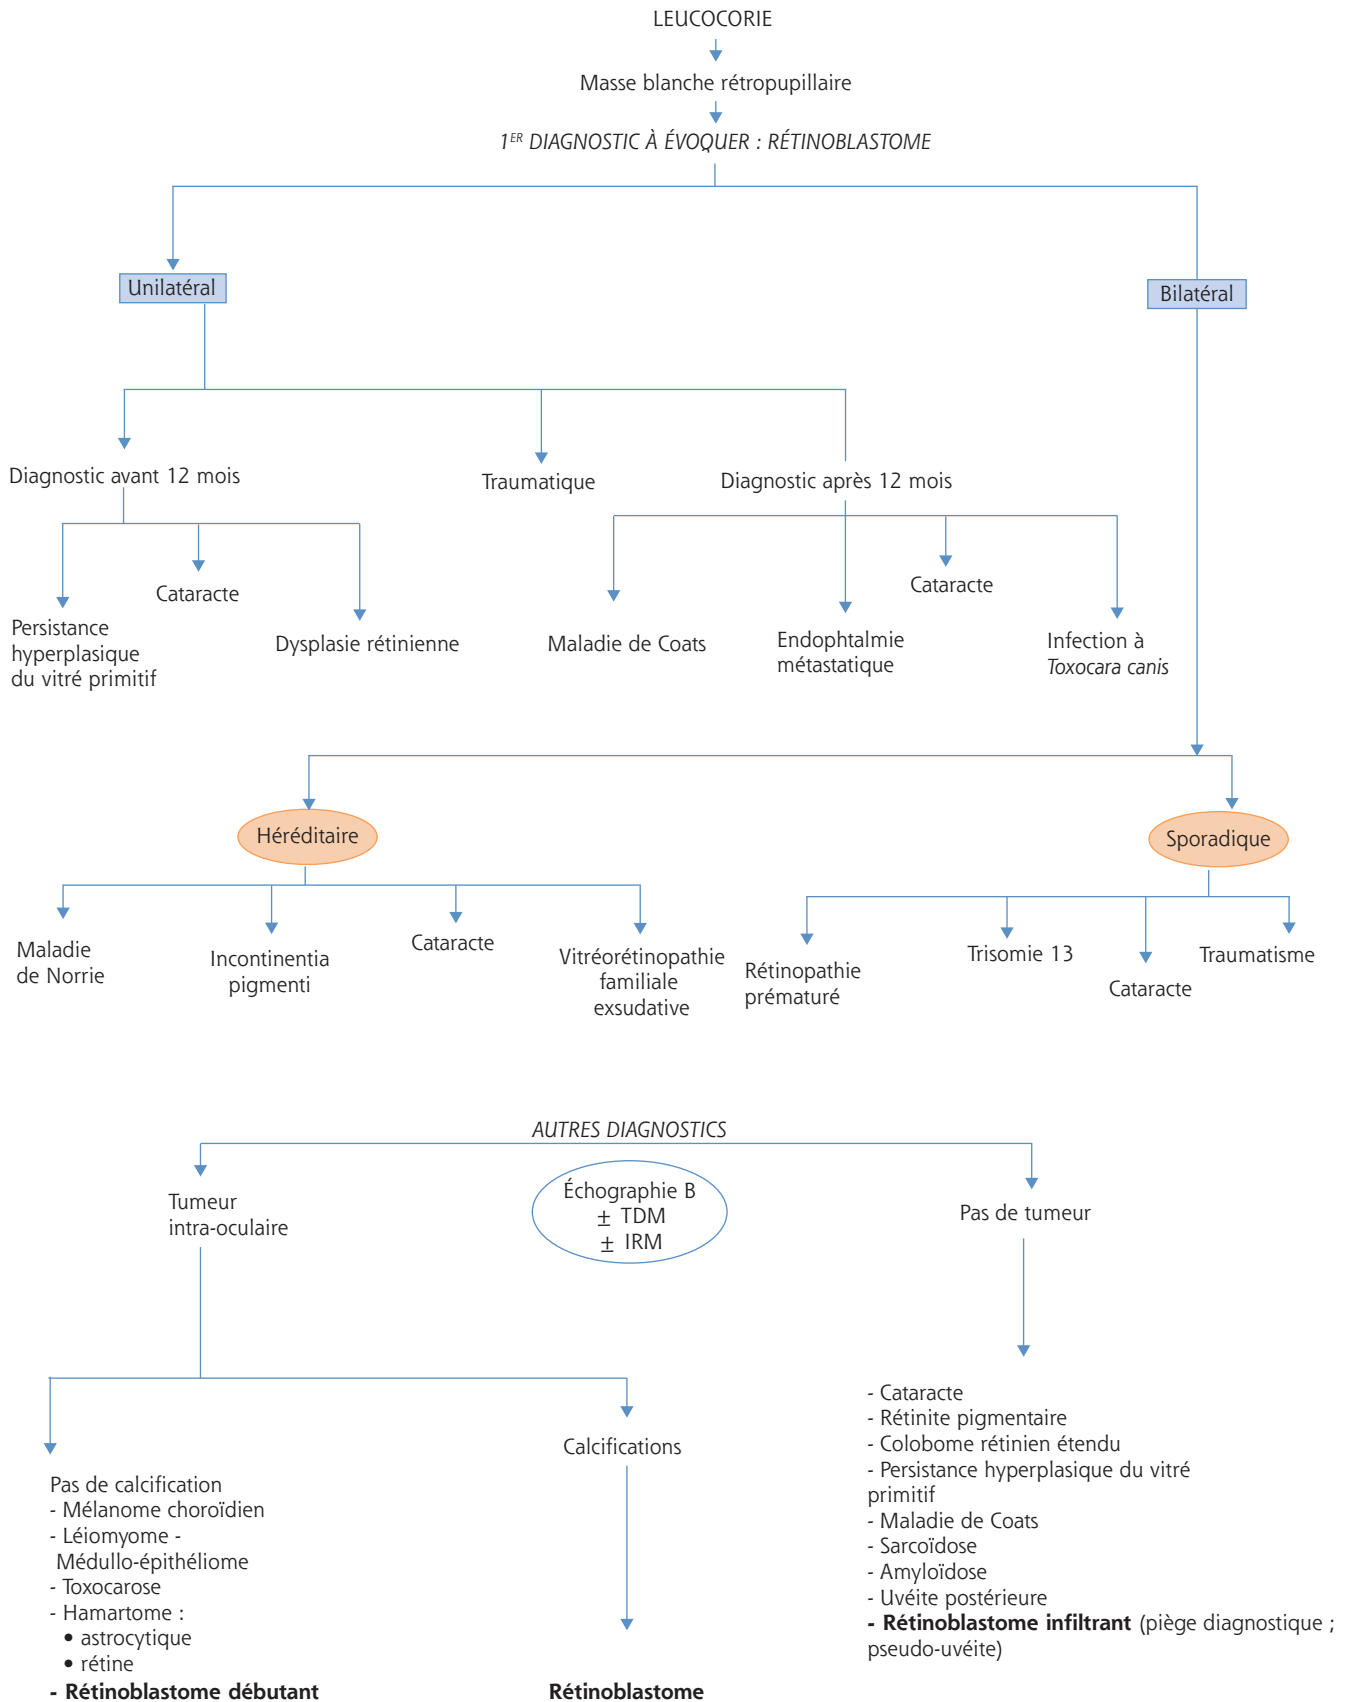 LEUCOCORIE
Masse blanche rétropupillaire
1ER DIAGNOSTIC À ÉVOQUER : RÉTINOBLASTOME
Unilatéral
Bilatéral
Diagnostic avant 12 mois
Traumatique
Diagnostic après 12 mois
Persistance
hyperplasique
du vitré primitif
Cataracte
Dysplasie rétinienne
Maladie de Coats
Endophtalmie
métastatique
Cataracte
Infection à
Toxocara canis
Héréditaire
Sporadique
Maladie
de Norrie
Incontinentia
pigmenti
Cataracte
Vitréorétinopathie
familiale
exsudative
Rétinopathie
prématuré
Trisomie 13
Cataracte
Traumatisme
AUTRES DIAGNOSTICS
Tumeur
intra-oculaire
Échographie B
± TDM
± IRM
Pas de tumeur
Pas de calcification
- Mélanome choroïdien
- Léiomyome -
Médullo-épithéliome
- Toxocarose
- Hamartome :
• astrocytique
• rétine
- Rétinoblastome débutant
Calcifications
Rétinoblastome
- Cataracte
- Rétinite pigmentaire
- Colobome rétinien étendu
- Persistance hyperplasique du vitré
primitif
- Maladie de Coats
- Sarcoïdose
- Amyloïdose
- Uvéite postérieure
- Rétinoblastome infiltrant (piège diagnostique ;
pseudo-uvéite)